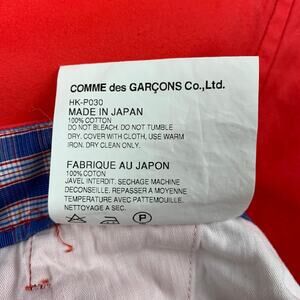 COMME des GARÇONS Co.,Ltd.
HK-P030
MADE IN JAPAN
100% COTTON
DO NOT BLEACH. DO NOT TUMBLE
DRY. COVER WITH CLOTH, USE WARM
IRON. DRY CLEAN ONLY.
FABRIQUE AU JAPON
100% COTON
JAVEL INTERDIT. SECHAGE MACHINE
DECONSEILLE. REPASSER A MOYENNE
TEMPERATURE AVEC PATTEMOUILLE.
NETTOYAGE A SEC.
P